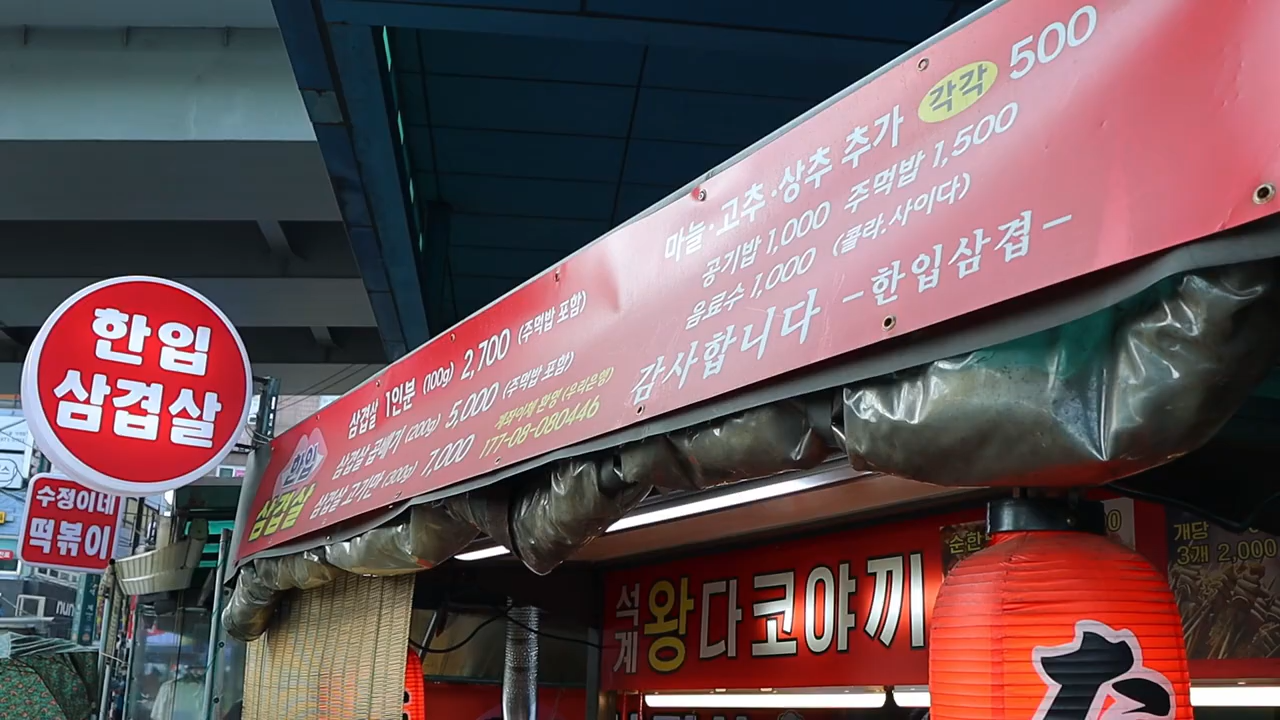 한입
삼겹살
수정이네
떡볶이
한입
삼겹살
삼겹살 1인분 (100g) 2,700 (주먹밥 포함)
삼겹살 곱빼기 (200g) 5,000 (주먹밥 포함)
삼겹살 고기만 (300g) 7,000
계좌이체 환영 (우리은행)
177-08-080446
마늘·고추·상추 추가 각각 500
공기밥 1,000 주먹밥 1,500
음료수 1,000 (콜라.사이다)
감사합니다 -한입삼겹-
석계 왕다코야끼
순한
개당
3개 2,000
た